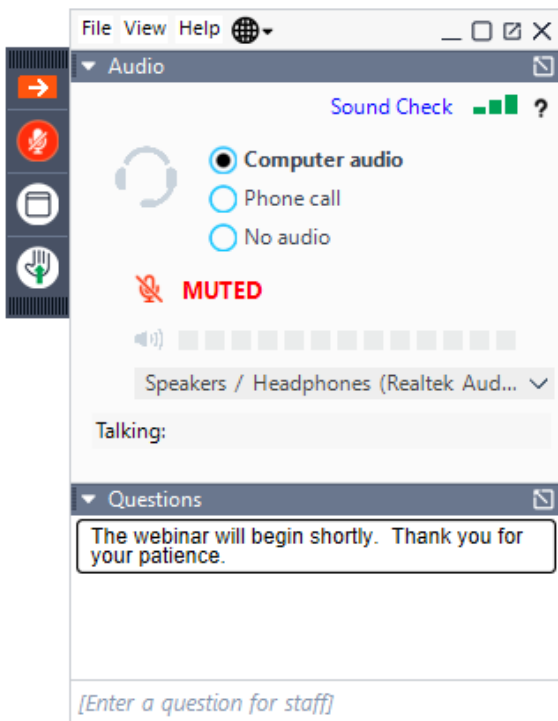 File View Help
Audio
Sound Check ?
Computer audio
Phone call
No audio
MUTED
Speakers / Headphones (Realtek Aud...
Talking:
Questions
The webinar will begin shortly. Thank you for
your patience.
[Enter a question for staff]